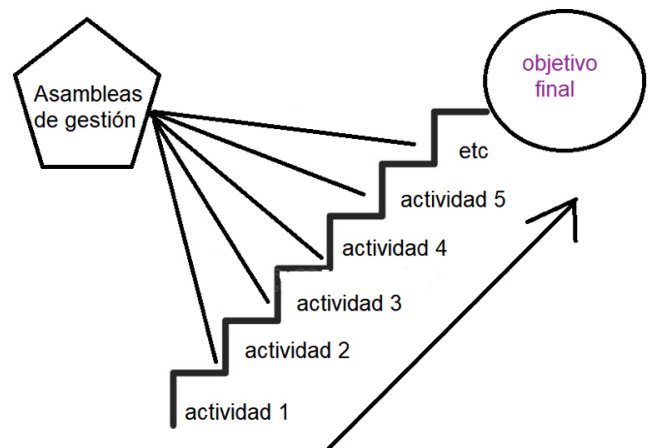 Asambleas
de gestión
objetivo
final
etc
actividad 5
actividad 4
actividad 3
actividad 2
actividad 1